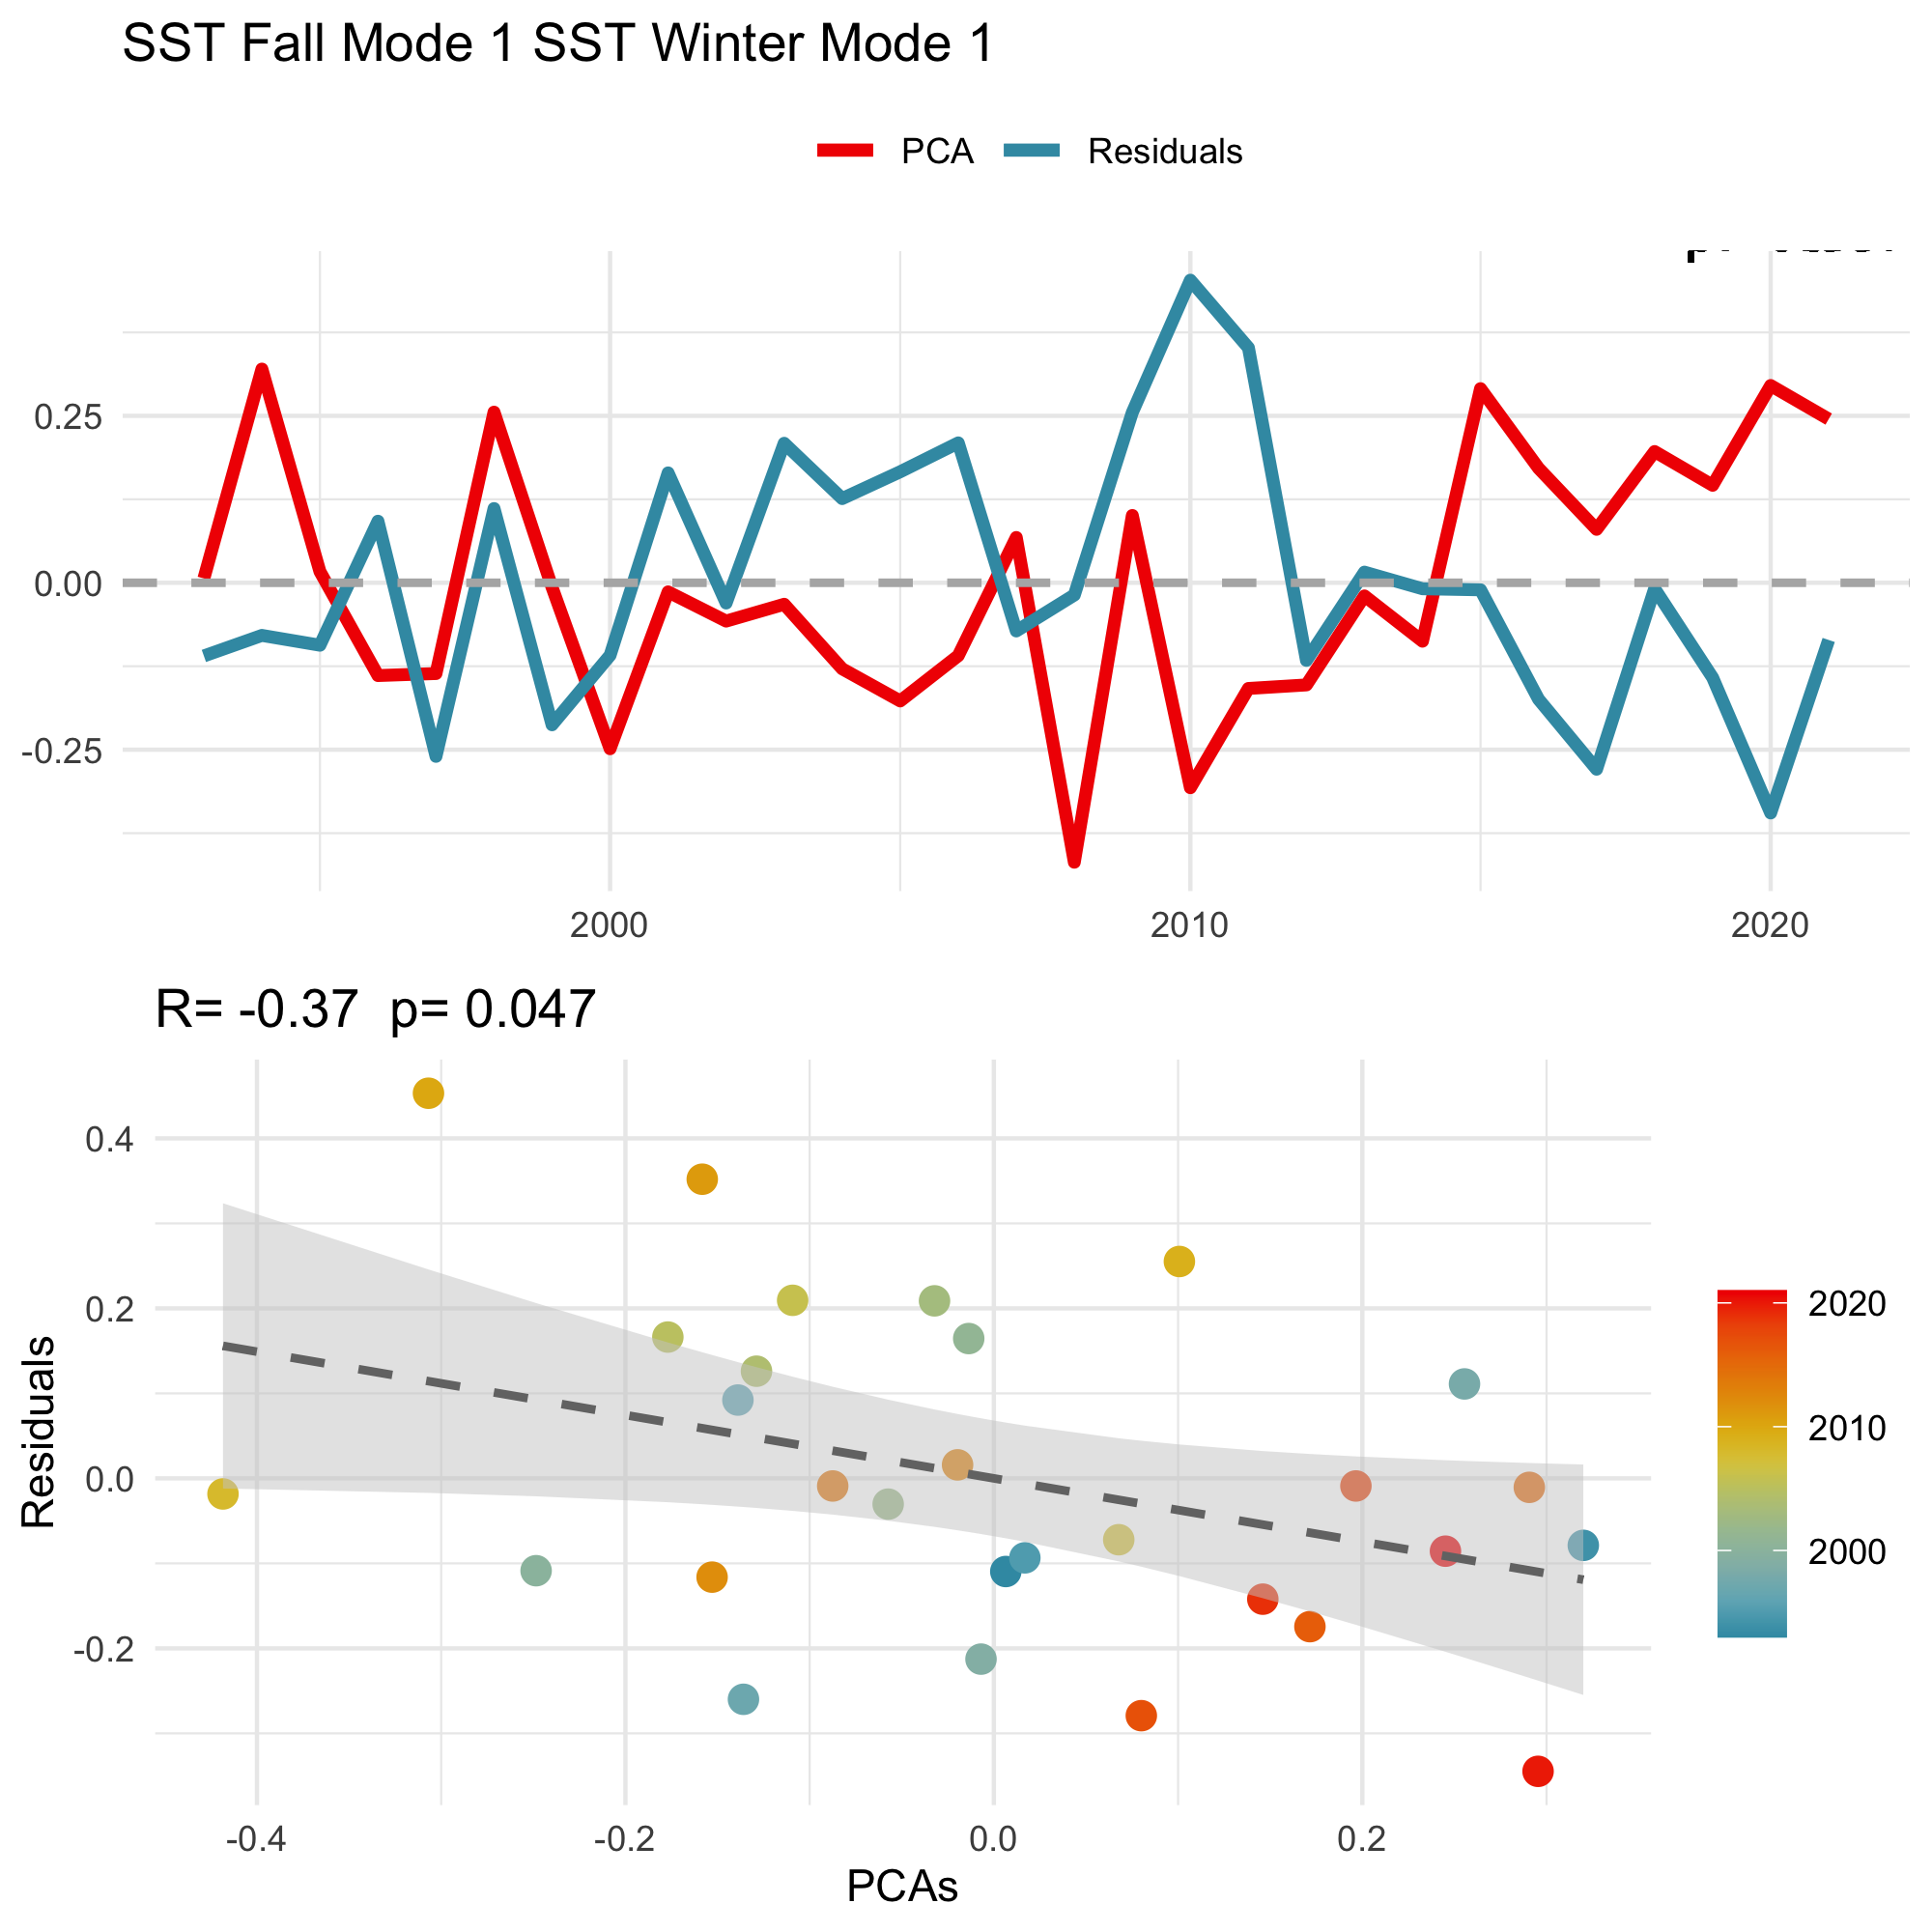 SST Fall Mode 1 SST Winter Mode 1
PCA Residuals
0.25
0.00
-0.25
2000 2010 2020
R= -0.37 p= 0.047
Residuals
0.4
0.2
0.0
-0.2
-0.4 -0.2 0.0 0.2
PCAs
2020
2010
2000